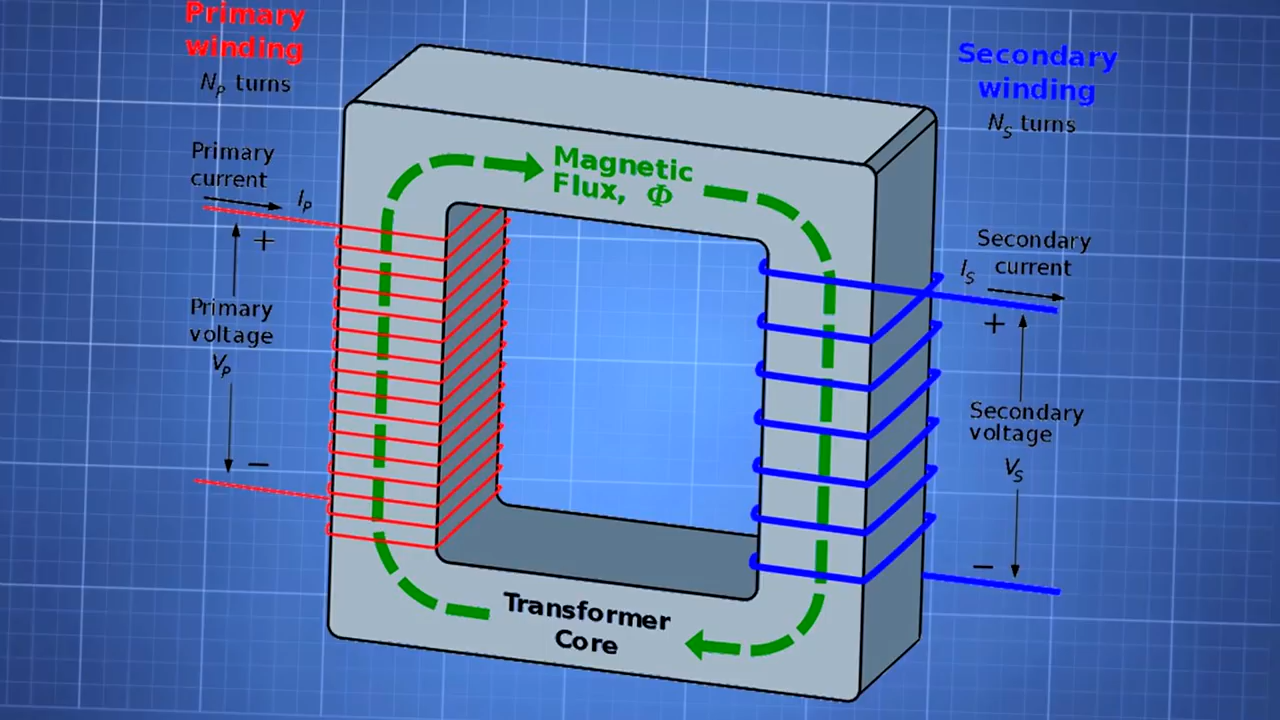 Primary
winding
Nₚ turns
Primary
current
Iₚ
+
Primary
voltage
Vₚ
−
Magnetic
Flux, Φ
Transformer
Core
Secondary
winding
Nₛ turns
Secondary
current
Iₛ
+
Secondary
voltage
Vₛ
−